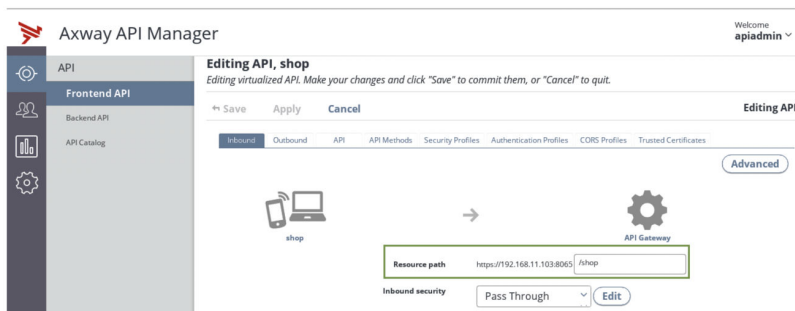 Axway API Manager
Welcome
apiadmin
API
Frontend API
Backend API
API Catalog
Editing API, shop
Editing virtualized API. Make your changes and click "Save" to commit them, or "Cancel" to quit.
Save Apply Cancel
Editing API
Inbound Outbound API API Methods Security Profiles Authentication Profiles CORS Profiles Trusted Certificates
Advanced
shop
API Gateway
Resource path https://192.168.11.103:8065 /shop
Inbound security Pass Through Edit